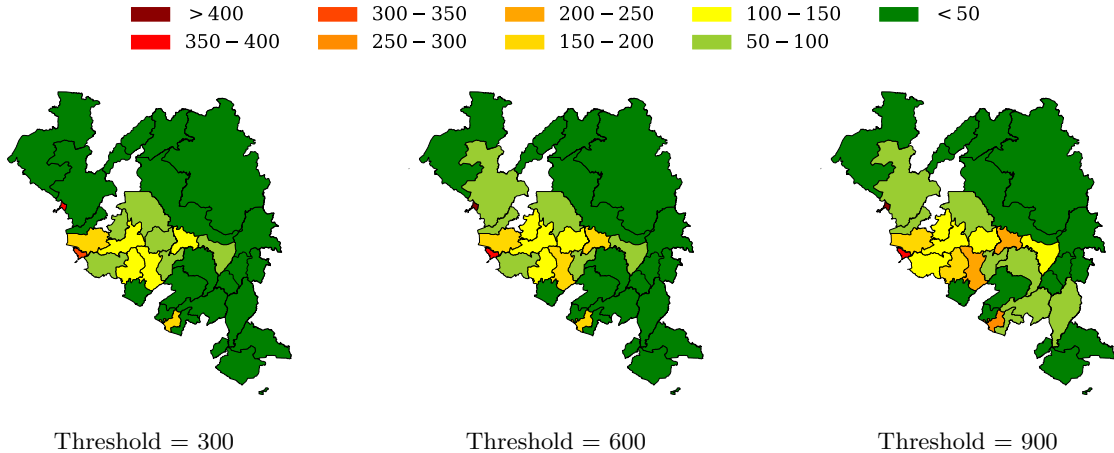 > 400 300 − 350 200 − 250 100 − 150 < 50
350 − 400 250 − 300 150 − 200 50 − 100
Threshold = 300 Threshold = 600 Threshold = 900